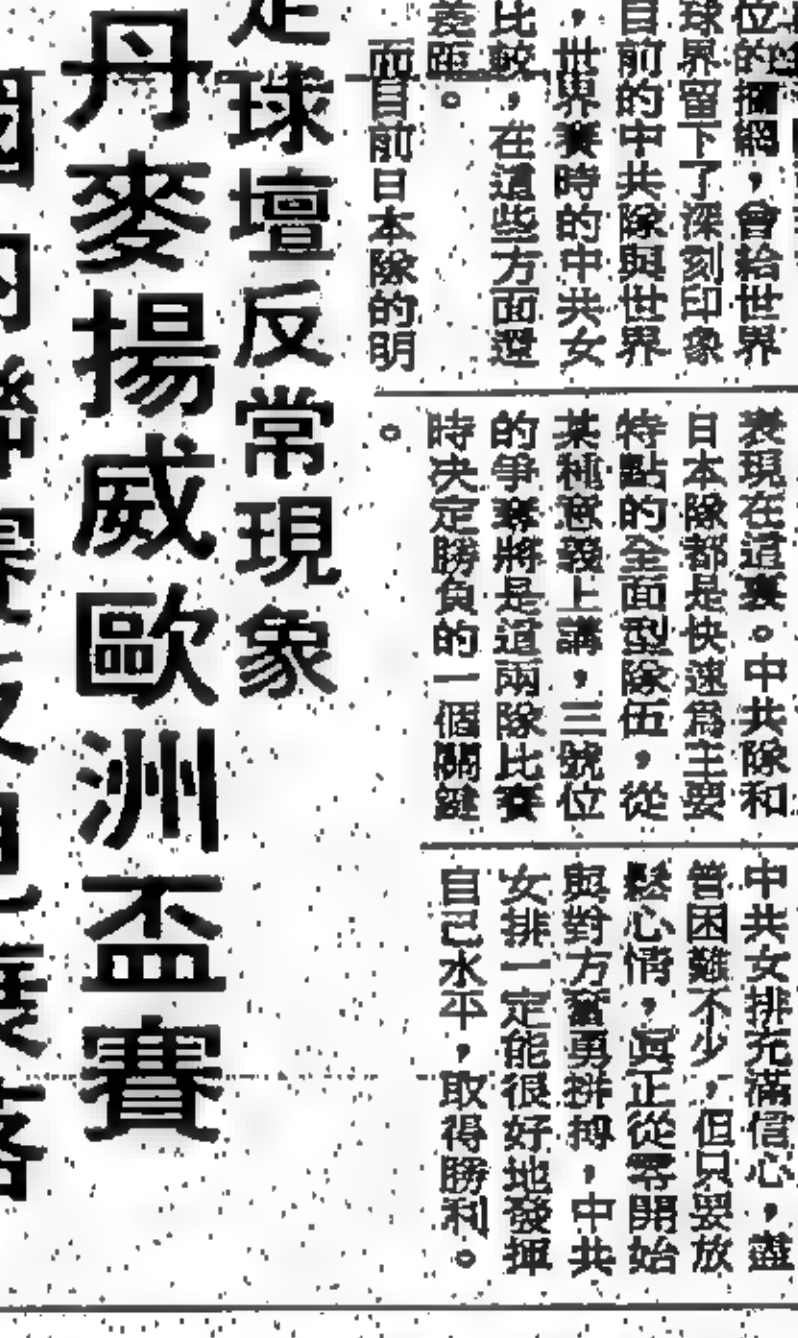 位的攔網，曾給世界
球界留下了深刻印象
目前的中共隊與世界
，世界賽時的中共女
比較，在這些方面還
差距。
而目前日本隊的明
表現在這裏。中共隊和
日本隊都是快速為主要
特點的全面型隊伍，從
某種意義上講，三號位
的爭奪將是這兩隊比賽
時决定勝負的一個關鍵
。
中共女排充滿信心，盡
管困難不少，但只要放
鬆心情，眞正從零開始
與對方奮勇拼搏，中共
女排一定能很好地發揮
自己水平，取得勝利。
足球壇反常現象
丹麥揚威歐洲盃賽